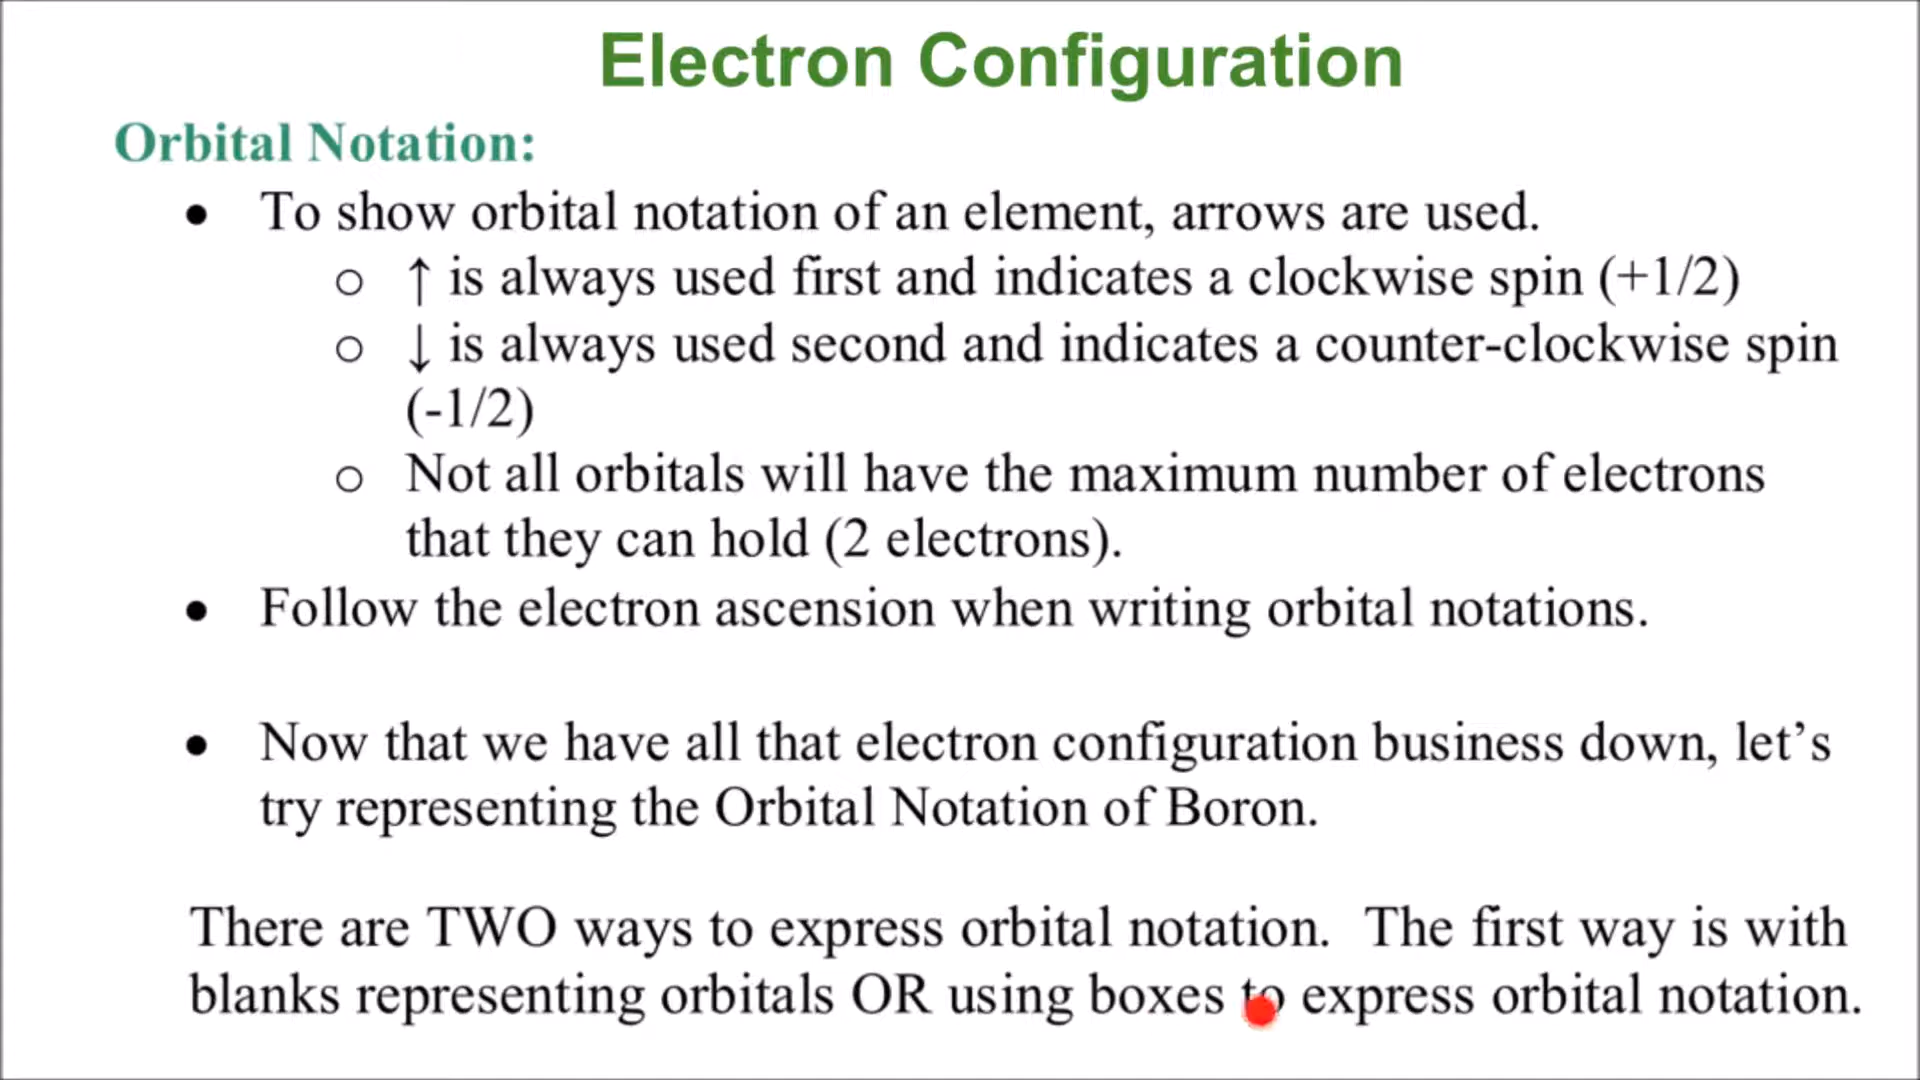 Electron Configuration
Orbital Notation:
● To show orbital notation of an element, arrows are used.
○ ↑ is always used first and indicates a clockwise spin (+1/2)
○ ↓ is always used second and indicates a counter-clockwise spin
(-1/2)
○ Not all orbitals will have the maximum number of electrons
that they can hold (2 electrons).
● Follow the electron ascension when writing orbital notations.
● Now that we have all that electron configuration business down, let’s
try representing the Orbital Notation of Boron.
There are TWO ways to express orbital notation.  The first way is with
blanks representing orbitals OR using boxes to express orbital notation.